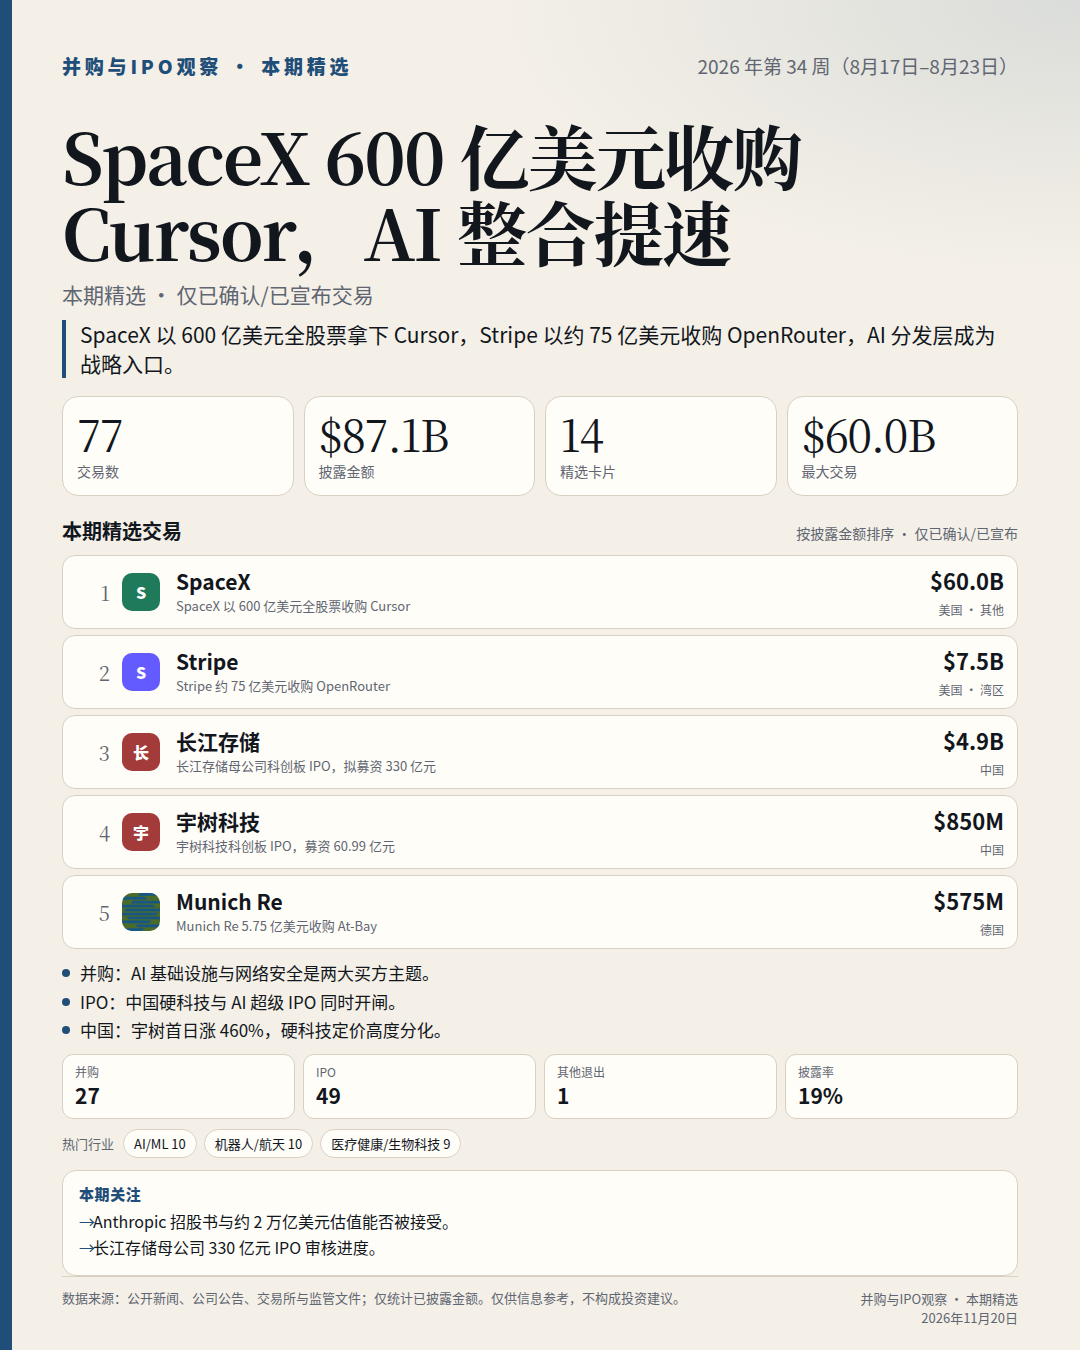 并购与IPO观察 · 本期精选
2026 年第 34 周（8月17日–8月23日）
SpaceX 600 亿美元收购
Cursor，AI 整合提速
本期精选 · 仅已确认/已宣布交易
SpaceX 以 600 亿美元全股票拿下 Cursor，Stripe 以约 75 亿美元收购 OpenRouter，AI 分发层成为
战略入口。
77
交易数
$87.1B
披露金额
14
精选卡片
$60.0B
最大交易
本期精选交易
按披露金额排序 · 仅已确认/已宣布
1
S
SpaceX
SpaceX 以 600 亿美元全股票收购 Cursor
$60.0B
美国 · 其他
2
S
Stripe
Stripe 约 75 亿美元收购 OpenRouter
$7.5B
美国 · 湾区
3
长
长江存储
长江存储母公司科创板 IPO，拟募资 330 亿元
$4.9B
中国
4
宇
宇树科技
宇树科技科创板 IPO，募资 60.99 亿元
$850M
中国
5
Munich Re
Munich Re 5.75 亿美元收购 At-Bay
$575M
德国
并购：AI 基础设施与网络安全是两大买方主题。
IPO：中国硬科技与 AI 超级 IPO 同时开闸。
中国：宇树首日涨 460%，硬科技定价高度分化。
并购
27
IPO
49
其他退出
1
披露率
19%
热门行业
AI/ML 10
机器人/航天 10
医疗健康/生物科技 9
本期关注
→Anthropic 招股书与约 2 万亿美元估值能否被接受。
→长江存储母公司 330 亿元 IPO 审核进度。
数据来源：公开新闻、公司公告、交易所与监管文件；仅统计已披露金额。仅供信息参考，不构成投资建议。
并购与IPO观察 · 本期精选
2026年11月20日